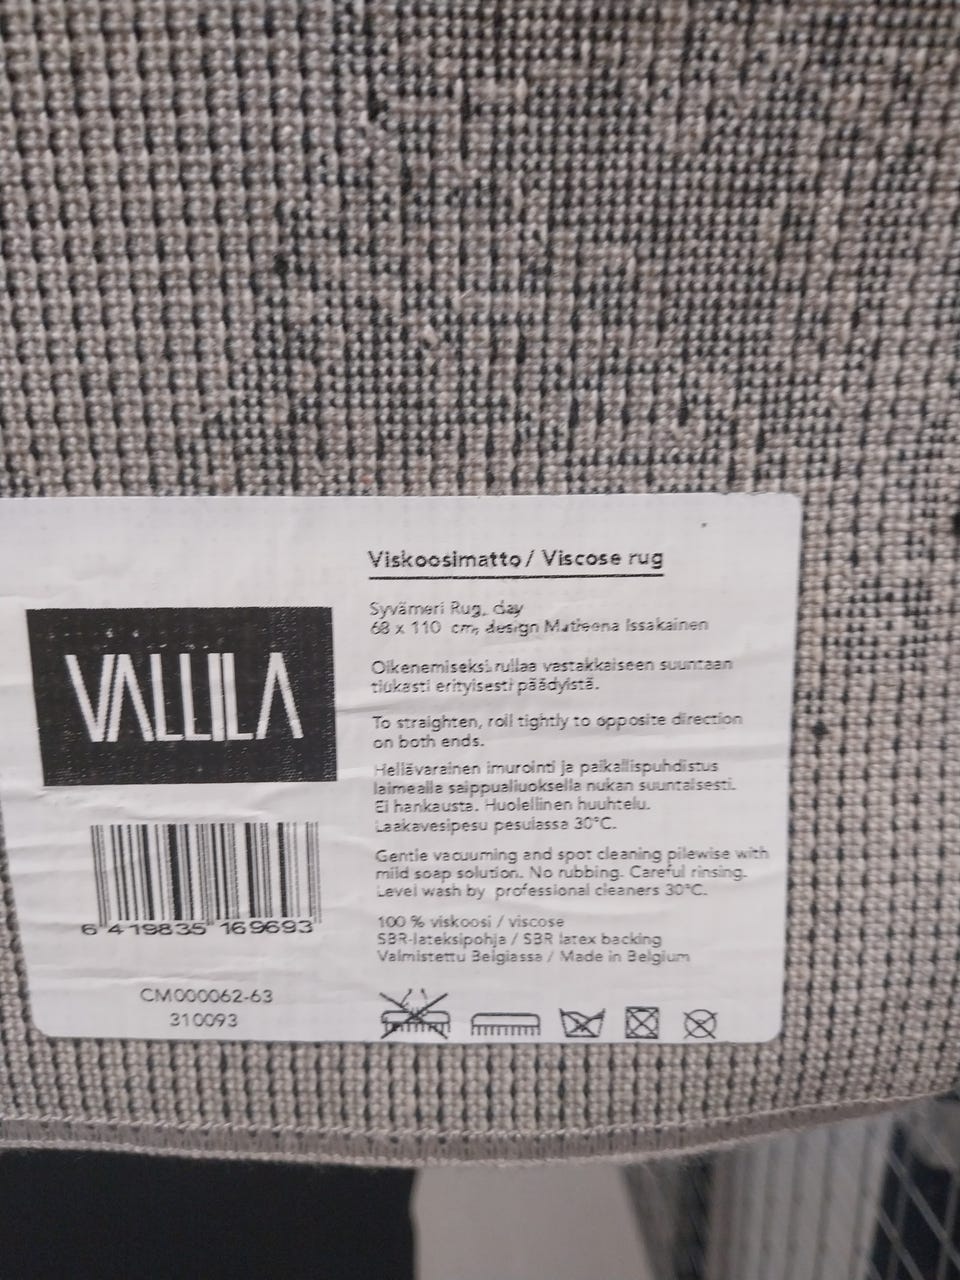 Viskoosimatto / Viscose rug
Syvämeri Rug, clay
68 x 110 cm, design Matleena Issakainen
Oikenemiseksi rullaa vastakkaiseen suuntaan
tiukasti erityisesti päädyistä.
To straighten, roll tightly to opposite direction
on both ends.
Hellävarainen imurointi ja paikallispuhdistus
laimealla saippualiuoksella nukan suuntaisesti.
Ei hankausta. Huolellinen huuhtelu.
Laakavesipesu pesulassa 30°C.
Gentle vacuuming and spot cleaning pilewise with
mild soap solution. No rubbing. Careful rinsing.
Level wash by professional cleaners 30°C.
100 % viskoosi / viscose
SBR-lateksipohja / SBR latex backing
Valmistettu Belgiassa / Made in Belgium
VALLILA
6 419835 169693
CM000062-63
310093